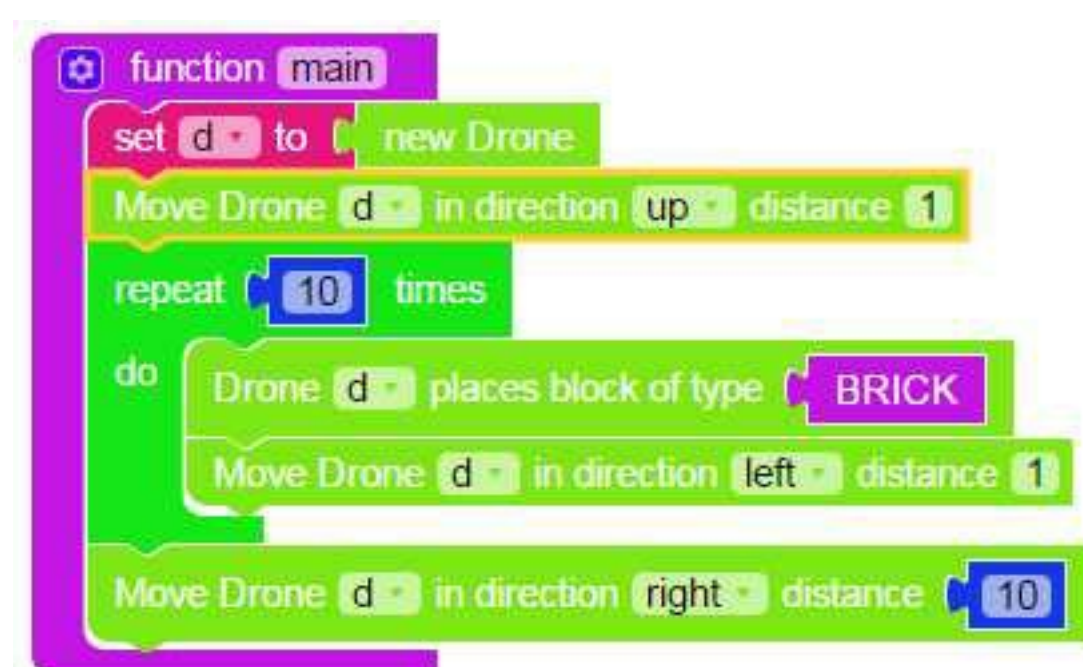 function main
set d to new Drone
Move Drone d in direction up distance 1
repeat 10 times
do
Drone d places block of type BRICK
Move Drone d in direction left distance 1
Move Drone d in direction right distance 10